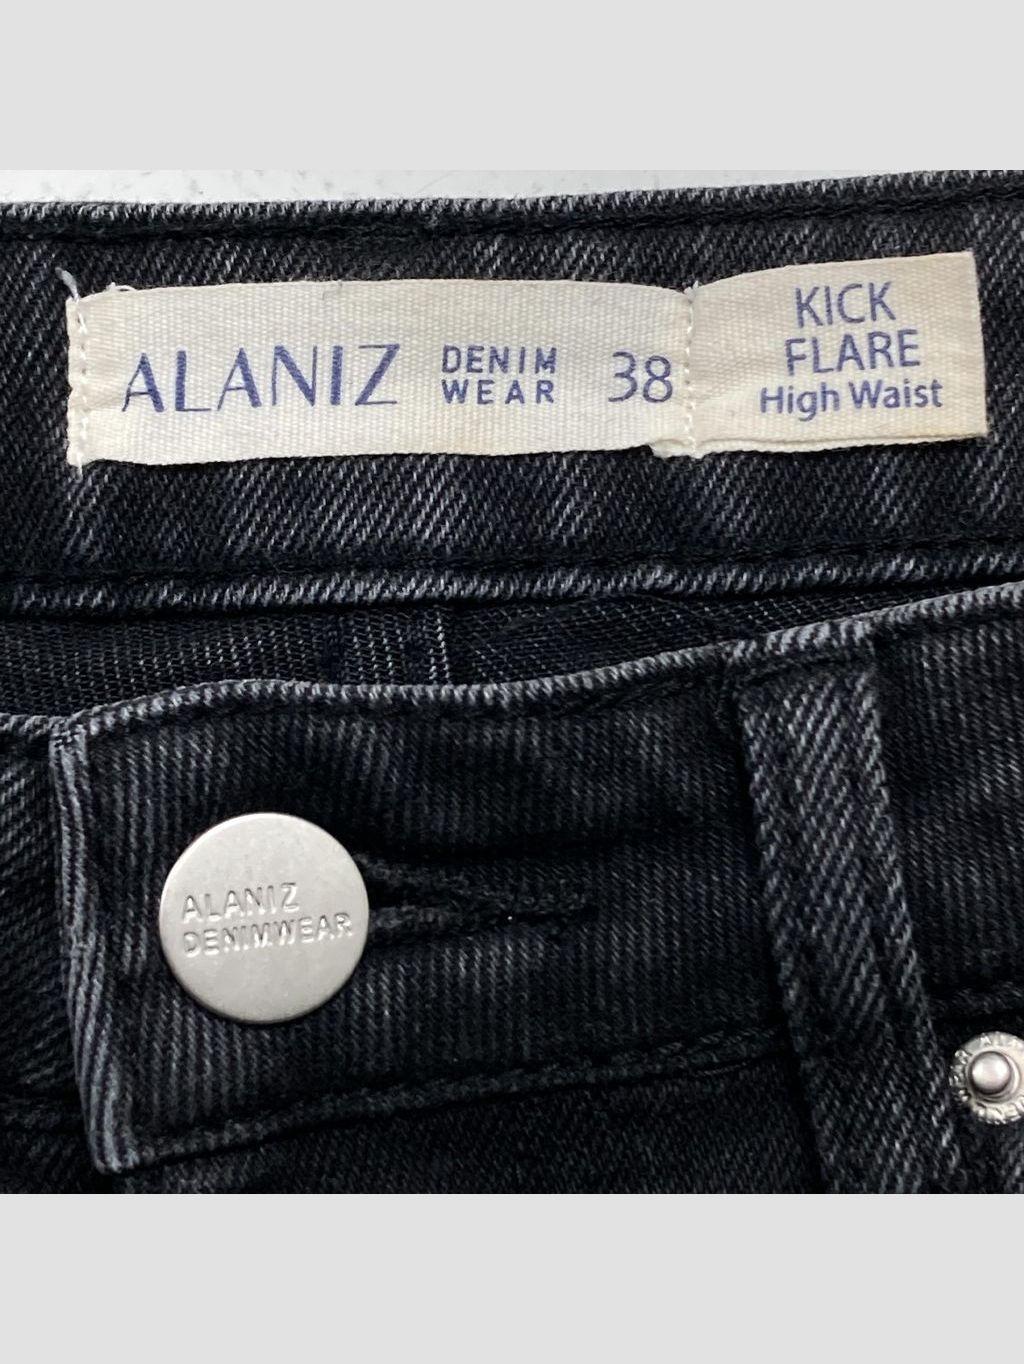 ALANIZ
DENIM
WEAR
38
KICK
FLARE
High Waist
ALANIZ
DENIMWEAR